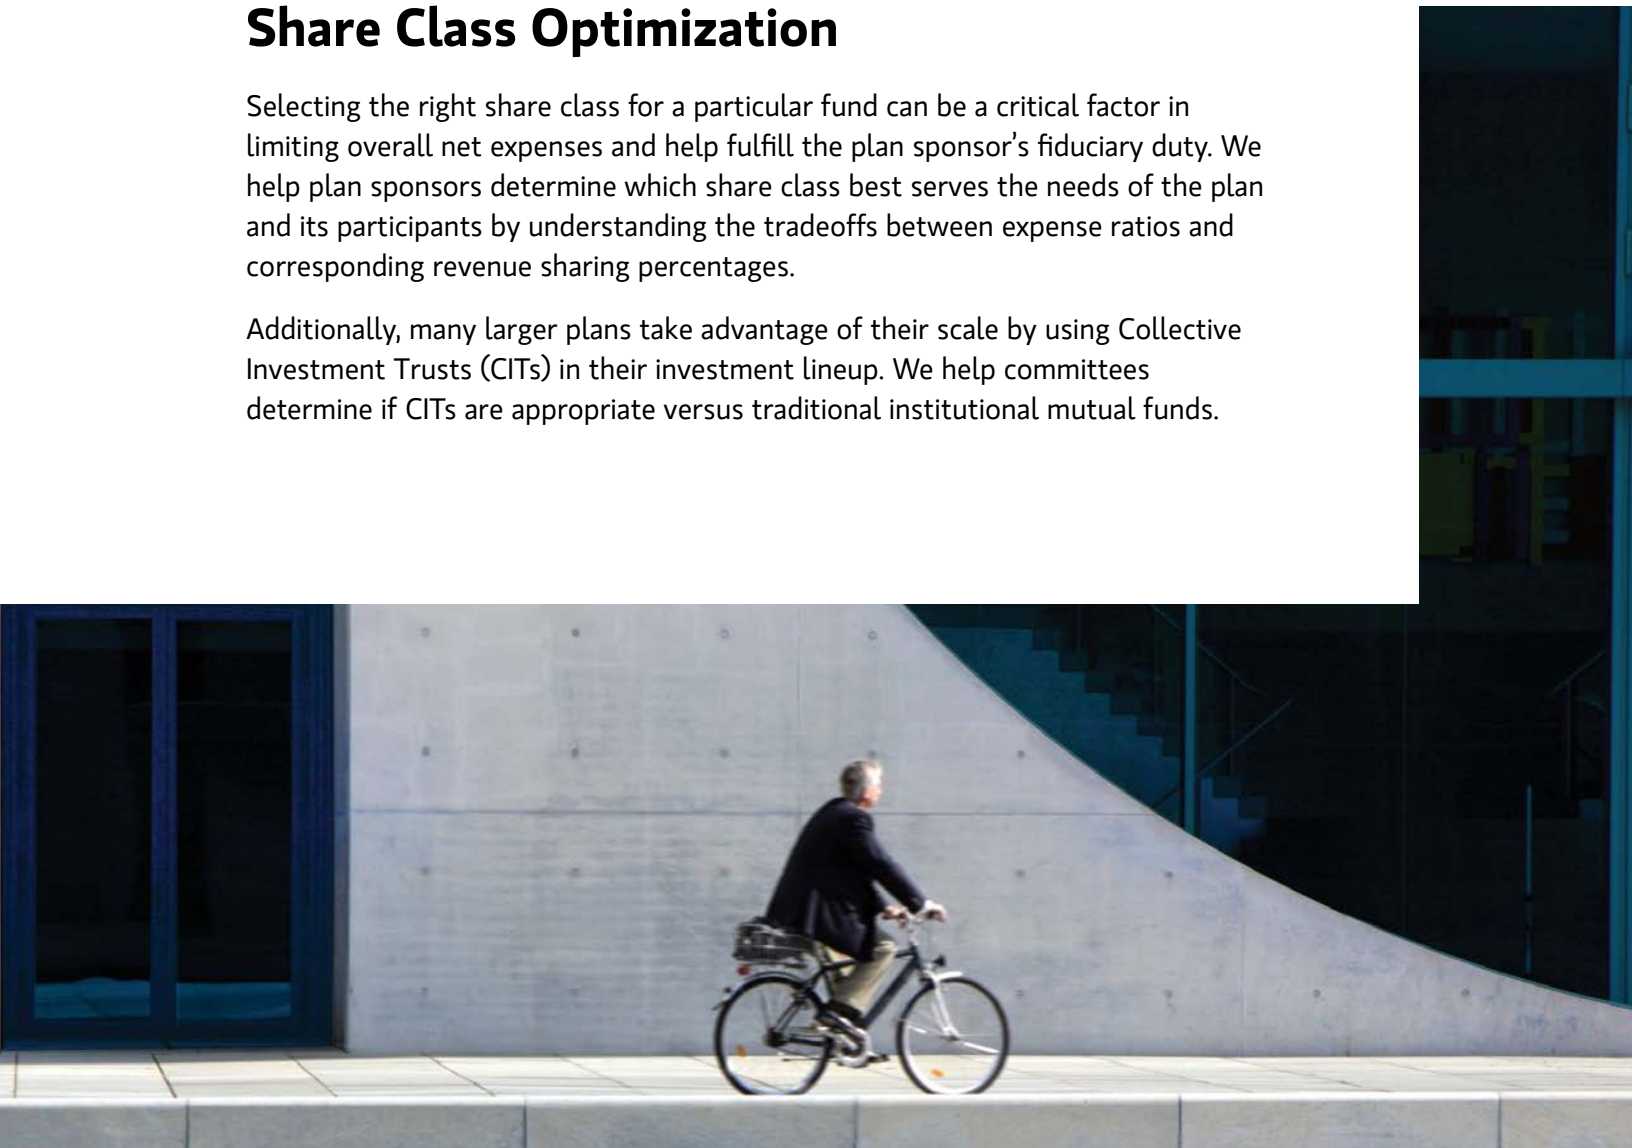 Share Class Optimization
Selecting the right share class for a particular fund can be a critical factor in
limiting overall net expenses and help fulfill the plan sponsor’s fiduciary duty. We
help plan sponsors determine which share class best serves the needs of the plan
and its participants by understanding the tradeoffs between expense ratios and
corresponding revenue sharing percentages.
Additionally, many larger plans take advantage of their scale by using Collective
Investment Trusts (CITs) in their investment lineup. We help committees
determine if CITs are appropriate versus traditional institutional mutual funds.